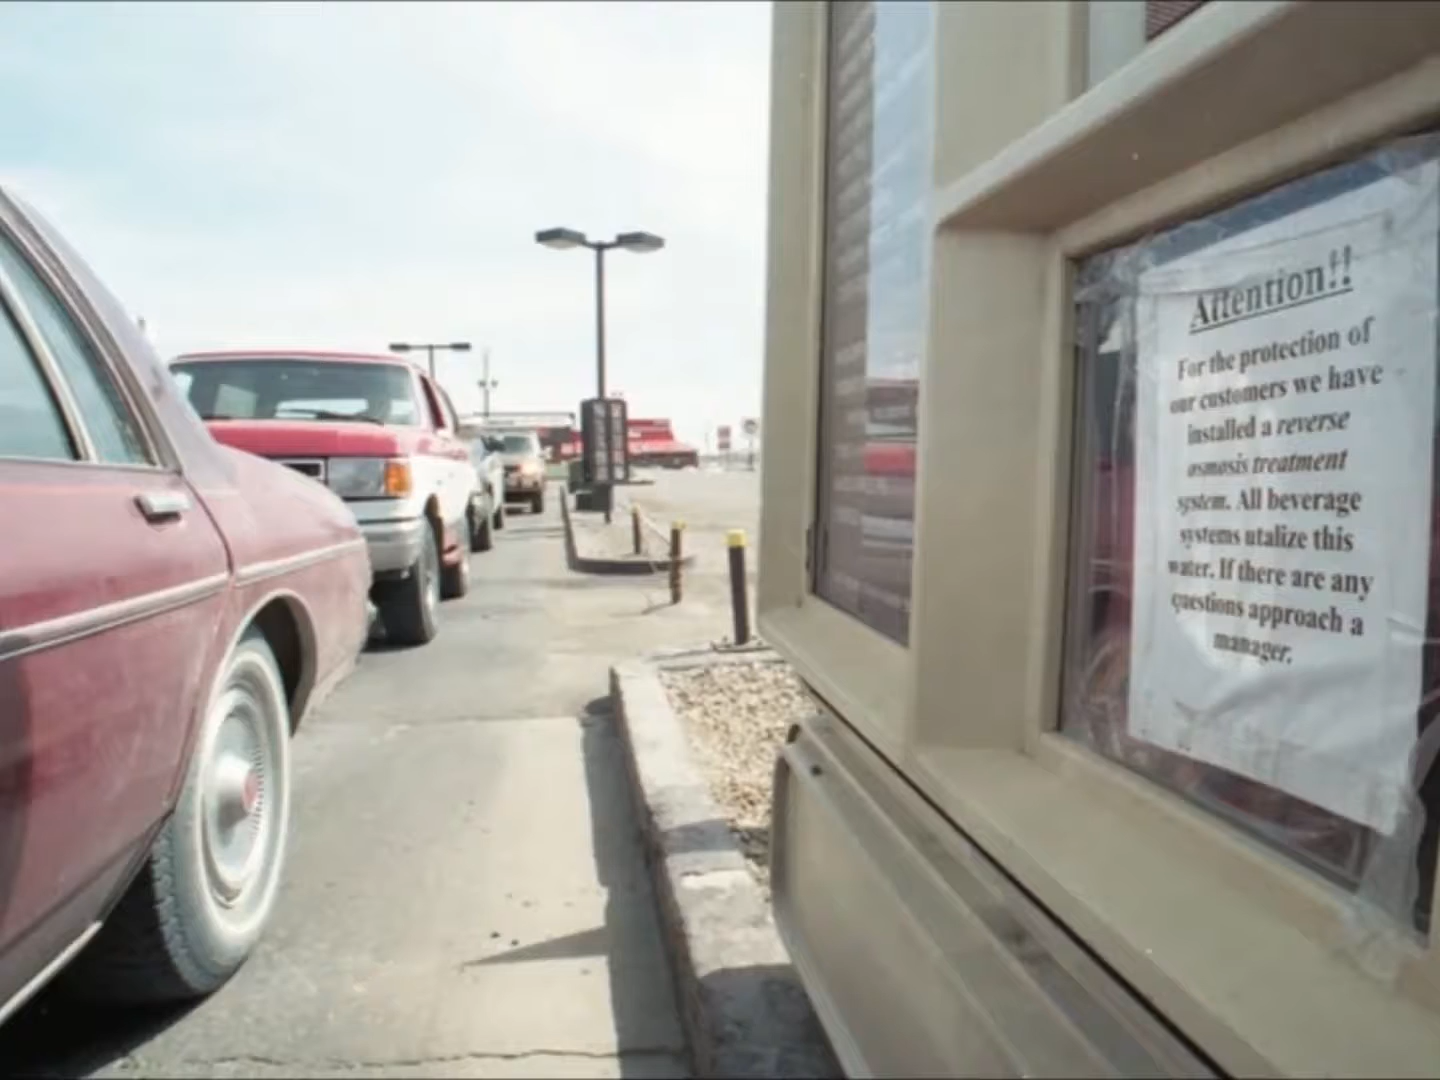 Attention!!
For the protection of
our customers we have
installed a reverse
osmosis treatment
system. All beverage
systems utalize this
water. If there are any
questions approach a
manager.